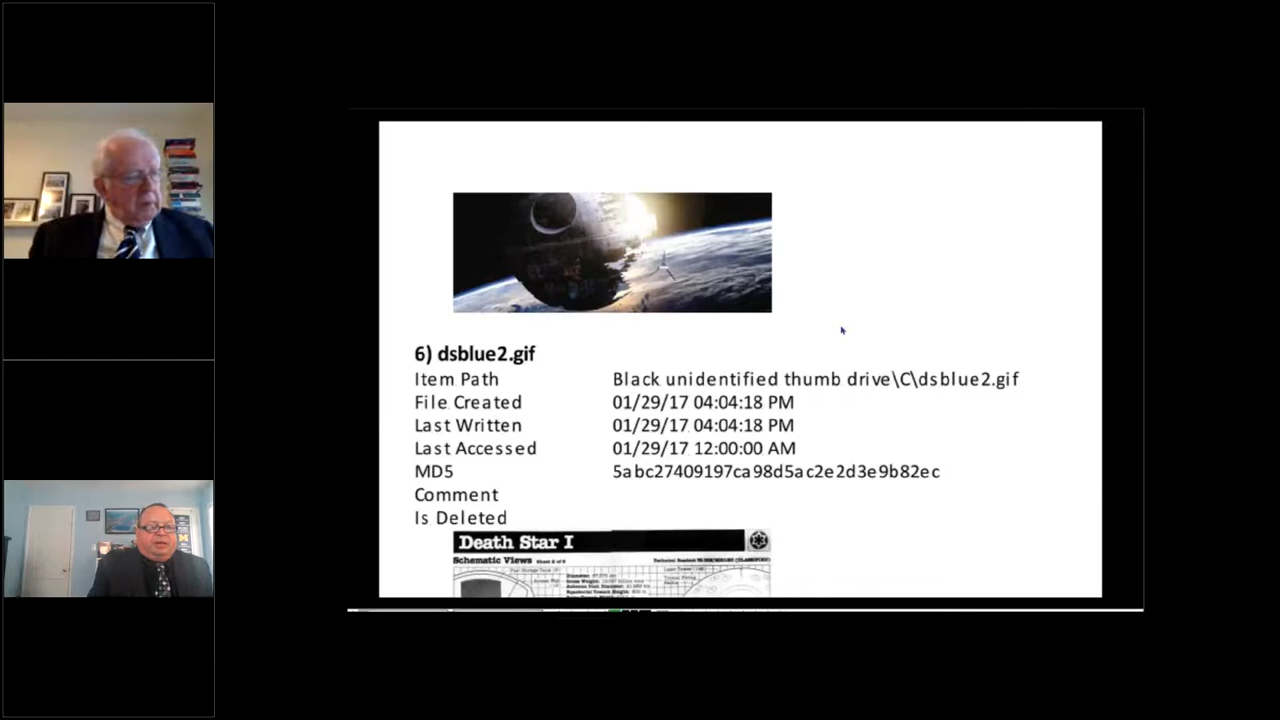 6) dsblue2.gif
Item Path Black unidentified thumb drive\C\dsblue2.gif
File Created 01/29/17 04:04:18 PM
Last Written 01/29/17 04:04:18 PM
Last Accessed 01/29/17 12:00:00 AM
MD5 5abc27409197ca98d5ac2e2d3e9b82ec
Comment
Is Deleted
Death Star I
Schematic Views
M